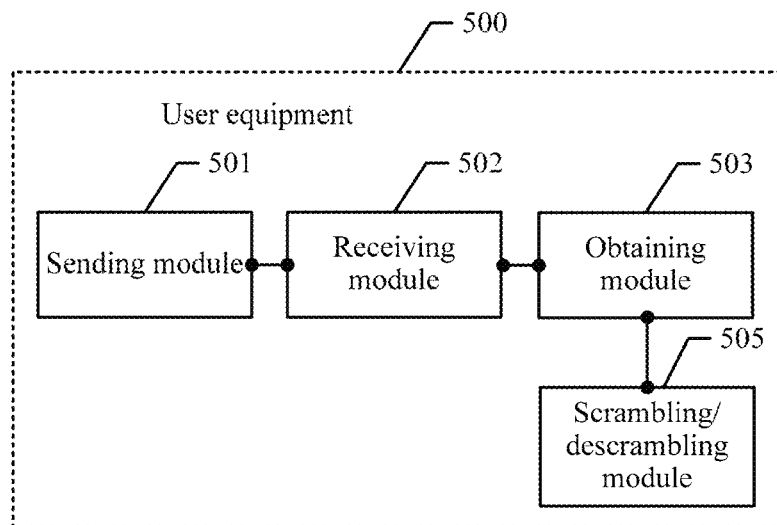 500
User equipment
501
502
503
Sending module
Receiving
module
Obtaining
module
505
Scrambling/
descrambling
module